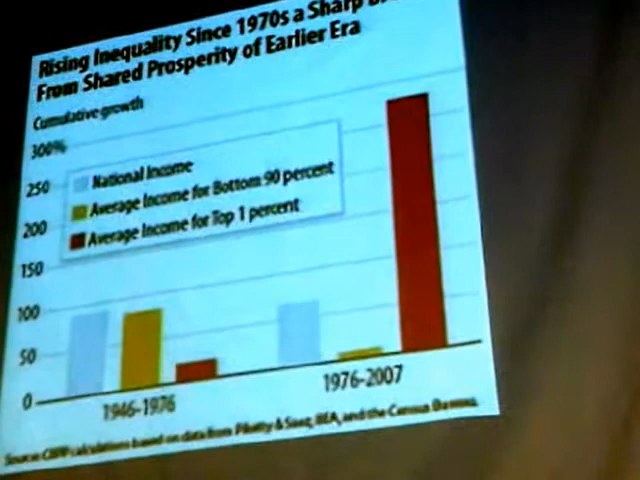 Rising Inequality Since 1970s a Sharp
From Shared Prosperity of Earlier Era
Cumulative growth
300%
250
200
150
100
50
0
National Income
Average Income for Bottom 90 percent
Average Income for Top 1 percent
1946-1976
1976-2007
Source: CBPP calculations based on data from Piketty & Saez, BEA, and the Census Bureau.